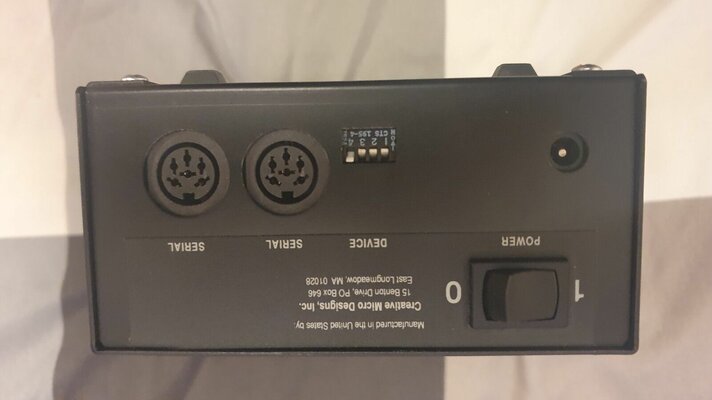 Manufactured in the United States by:
Creative Micro Designs, Inc.
15 Benton Drive, PO Box 646
East Longmeadow, MA 01028
1 0
POWER
DEVICE
SERIAL
SERIAL
1 2 3 4
CTS 195-4